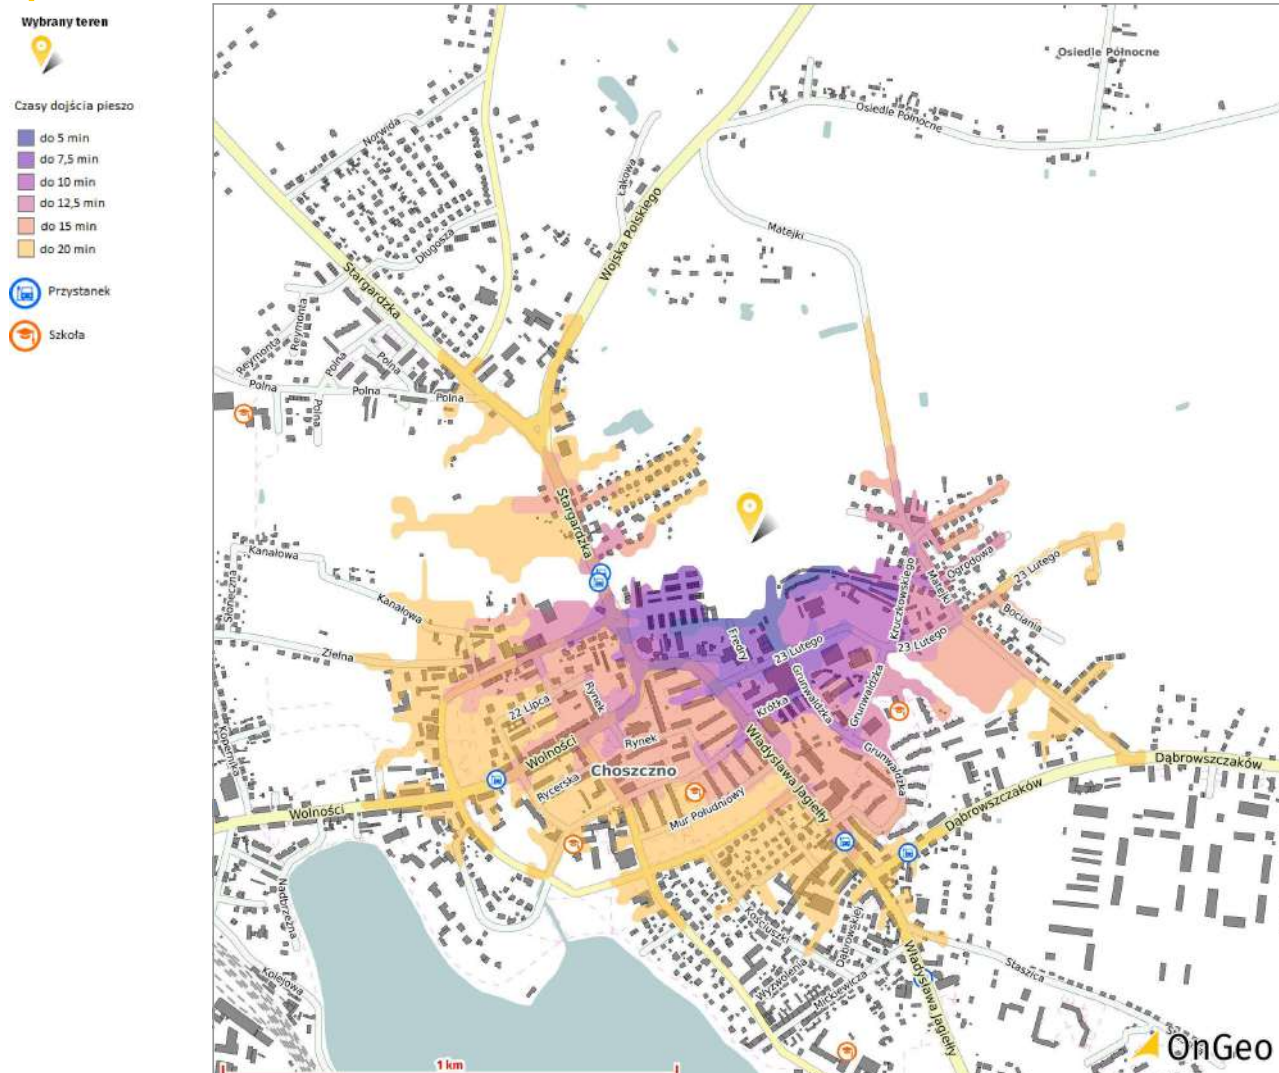 Wybrany teren
Czasy dojścia pieszo
do 5 min
do 7,5 min
do 10 min
do 12,5 min
do 15 min
do 20 min
Przystanek
Szkoła
Osiedle Północne
Osiedle Północne
Norwida
Łąkowa
Wojska Polskiego
Matejki
Długosza
Stargardzka
Reymonta
Reymonta
Polna
Polna
Polna
Polna
Polna
Polna
Stargardzka
Kanałowa
Słoneczna
Kanałowa
Zielna
Kruczkowskiego
Matejki
Ogrodowa
23 Lutego
Bociania
23 Lutego
Fredry
23 Lutego
Grunwaldzka
Grunwaldzka
Krótka
Grunwaldzka
22 Lipca
Rynek
Rynek
Wolności
Choszczno
Rycerska
Mur Południowy
Władysława Jagiełły
Kopernika
Wolności
Dąbrowszczaków
Dąbrowszczaków
Nadbrzeżna
Kolejowa
Kościuszki
Dąbrowskiej
Wyzwolenia
Mickiewicza
Władysława Jagiełły
Staszica
1 km
OnGeo